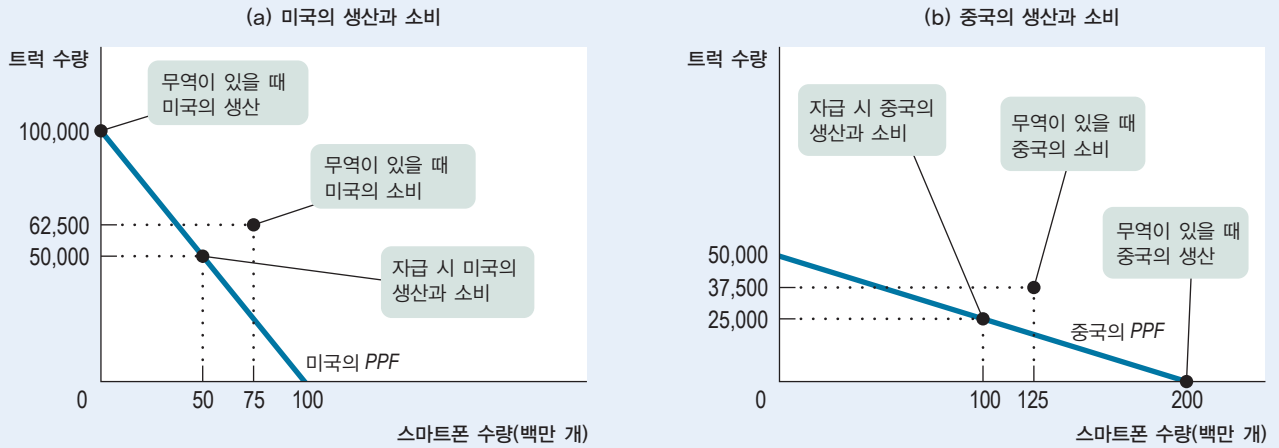 (a) 미국의 생산과 소비
트럭 수량
무역이 있을 때
미국의 생산
100,000
무역이 있을 때
미국의 소비
62,500
50,000
자급 시 미국의
생산과 소비
미국의 PPF
0
50
75
100
스마트폰 수량(백만 개)
(b) 중국의 생산과 소비
트럭 수량
자급 시 중국의
생산과 소비
무역이 있을 때
중국의 소비
무역이 있을 때
중국의 생산
50,000
37,500
25,000
중국의 PPF
0
100
125
200
스마트폰 수량(백만 개)